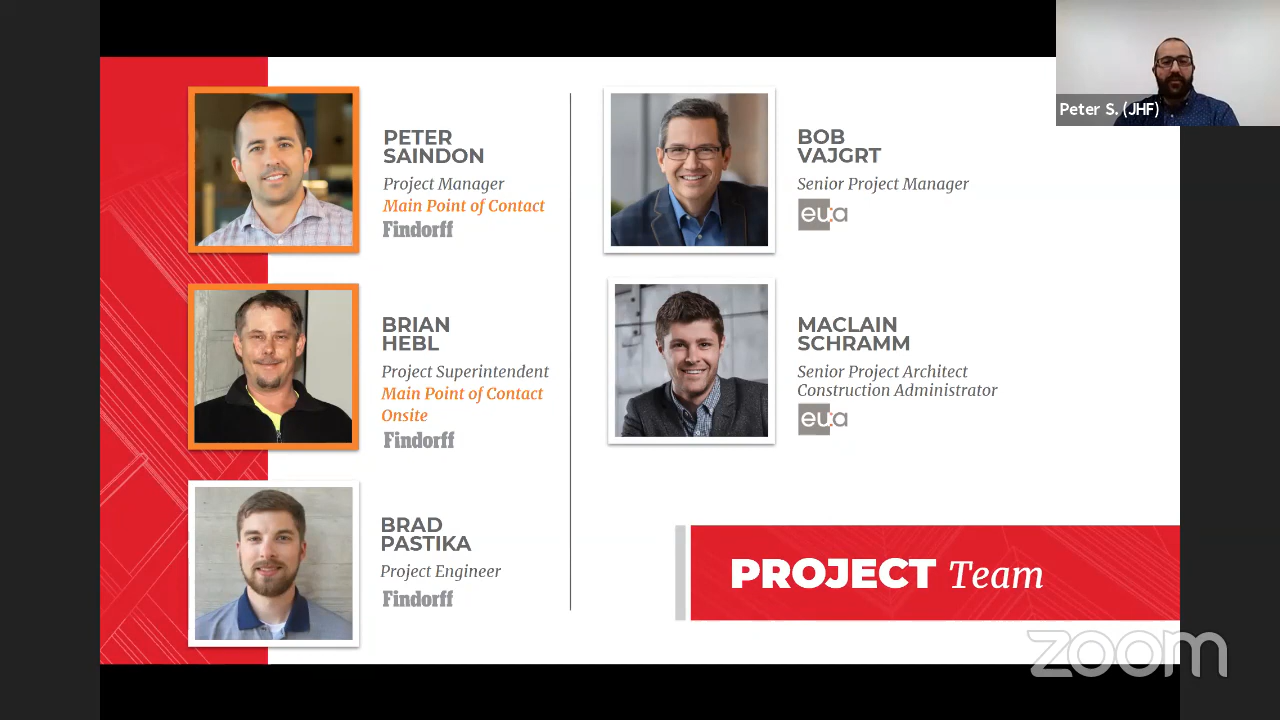 PETER
SAINDON
Project Manager
Main Point of Contact
Findorff
BRIAN
HEBL
Project Superintendent
Main Point of Contact
Onsite
Findorff
BRAD
PASTIKA
Project Engineer
Findorff
BOB
VAJGRT
Senior Project Manager
eu:a
MACLAIN
SCHRAMM
Senior Project Architect
Construction Administrator
eu:a
PROJECT Team
Peter S. (JHF)
zoom